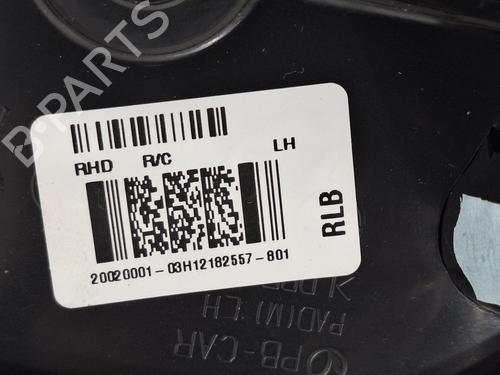 RHD R/C LH
RLB
20020001-03H12182557-801
PAD(M):LH
PB-CAR
B-PARTS